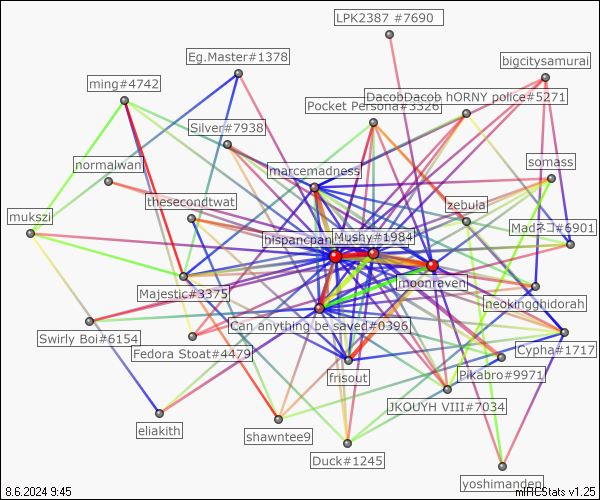 LPK2387 #7690
Eg.Master#1378
bigcitysamurai
ming#4742
DacobDacob hORNY police#5271
Pocket Persona#3326
Silver#7938
normalwan
marcemadness
somass
thesecondtwat
zebula
mukszi
Mad木コ#6901
hispancpan
Mushy#1984
moonraven
Majestic#3375
neokingghidorah
Can anything be saved#0396
Swirly Boi#6154
Fedora Stoat#4479
Cypha#1717
frisout
Pikabro#9971
JKOUYH VIII#7034
eliakith
shawntee9
Duck#1245
yoshimanden
8.6.2024 9:45
mIRCStats v1.25